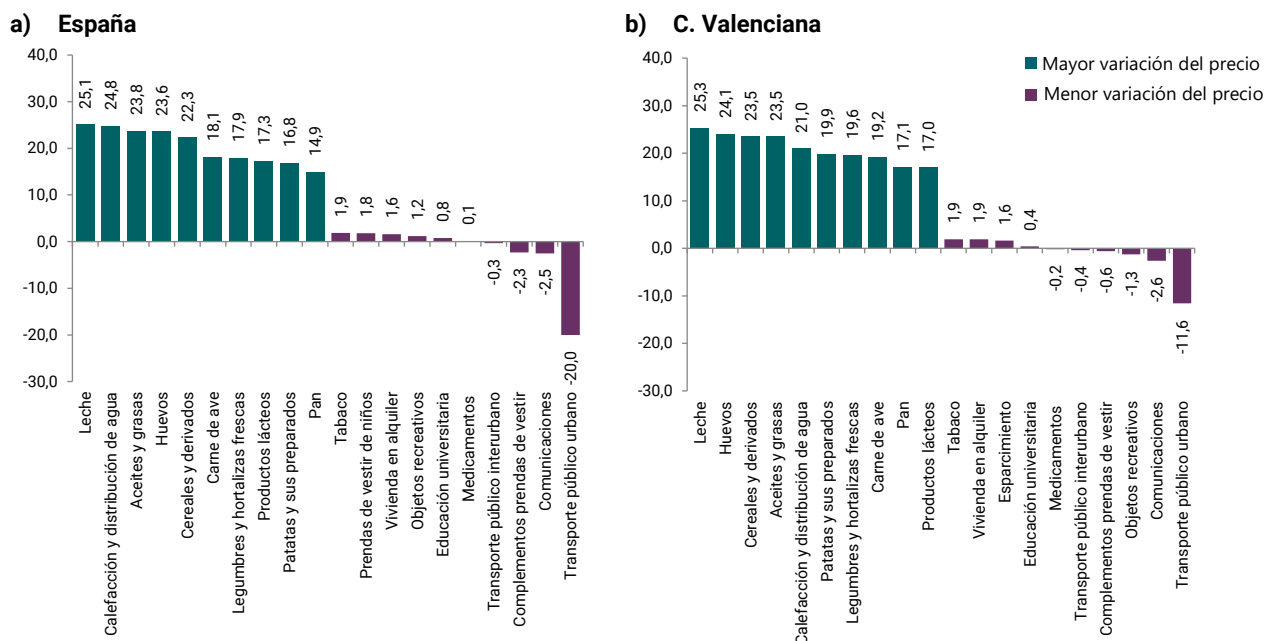 a) España
40,0
30,0
20,0
10,0
0,0
-10,0
-20,0
-30,0
25,1
24,8
23,8
23,6
22,3
18,1
17,9
17,3
16,8
14,9
1,9
1,8
1,6
1,2
0,8
0,1
-0,3
-2,3
-2,5
-20,0
Leche
Calefacción y distribución de agua
Aceites y grasas
Huevos
Cereales y derivados
Carne de ave
Legumbres y hortalizas frescas
Productos lácteos
Patatas y sus preparados
Pan
Tabaco
Prendas de vestir de niños
Vivienda en alquiler
Objetos recreativos
Educación universitaria
Medicamentos
Transporte público interurbano
Complementos prendas de vestir
Comunicaciones
Transporte público urbano
b) C. Valenciana
Mayor variación del precio
Menor variación del precio
40,0
30,0
20,0
10,0
0,0
-10,0
-20,0
-30,0
25,3
24,1
23,5
23,5
21,0
19,9
19,6
19,2
17,1
17,0
1,9
1,9
1,6
0,4
-0,2
-0,4
-0,6
-1,3
-2,6
-11,6
Leche
Huevos
Cereales y derivados
Aceites y grasas
Calefacción y distribución de agua
Patatas y sus preparados
Legumbres y hortalizas frescas
Carne de ave
Pan
Productos lácteos
Tabaco
Vivienda en alquiler
Esparcimiento
Educación universitaria
Medicamentos
Transporte público interurbano
Complementos prendas de vestir
Objetos recreativos
Comunicaciones
Transporte público urbano